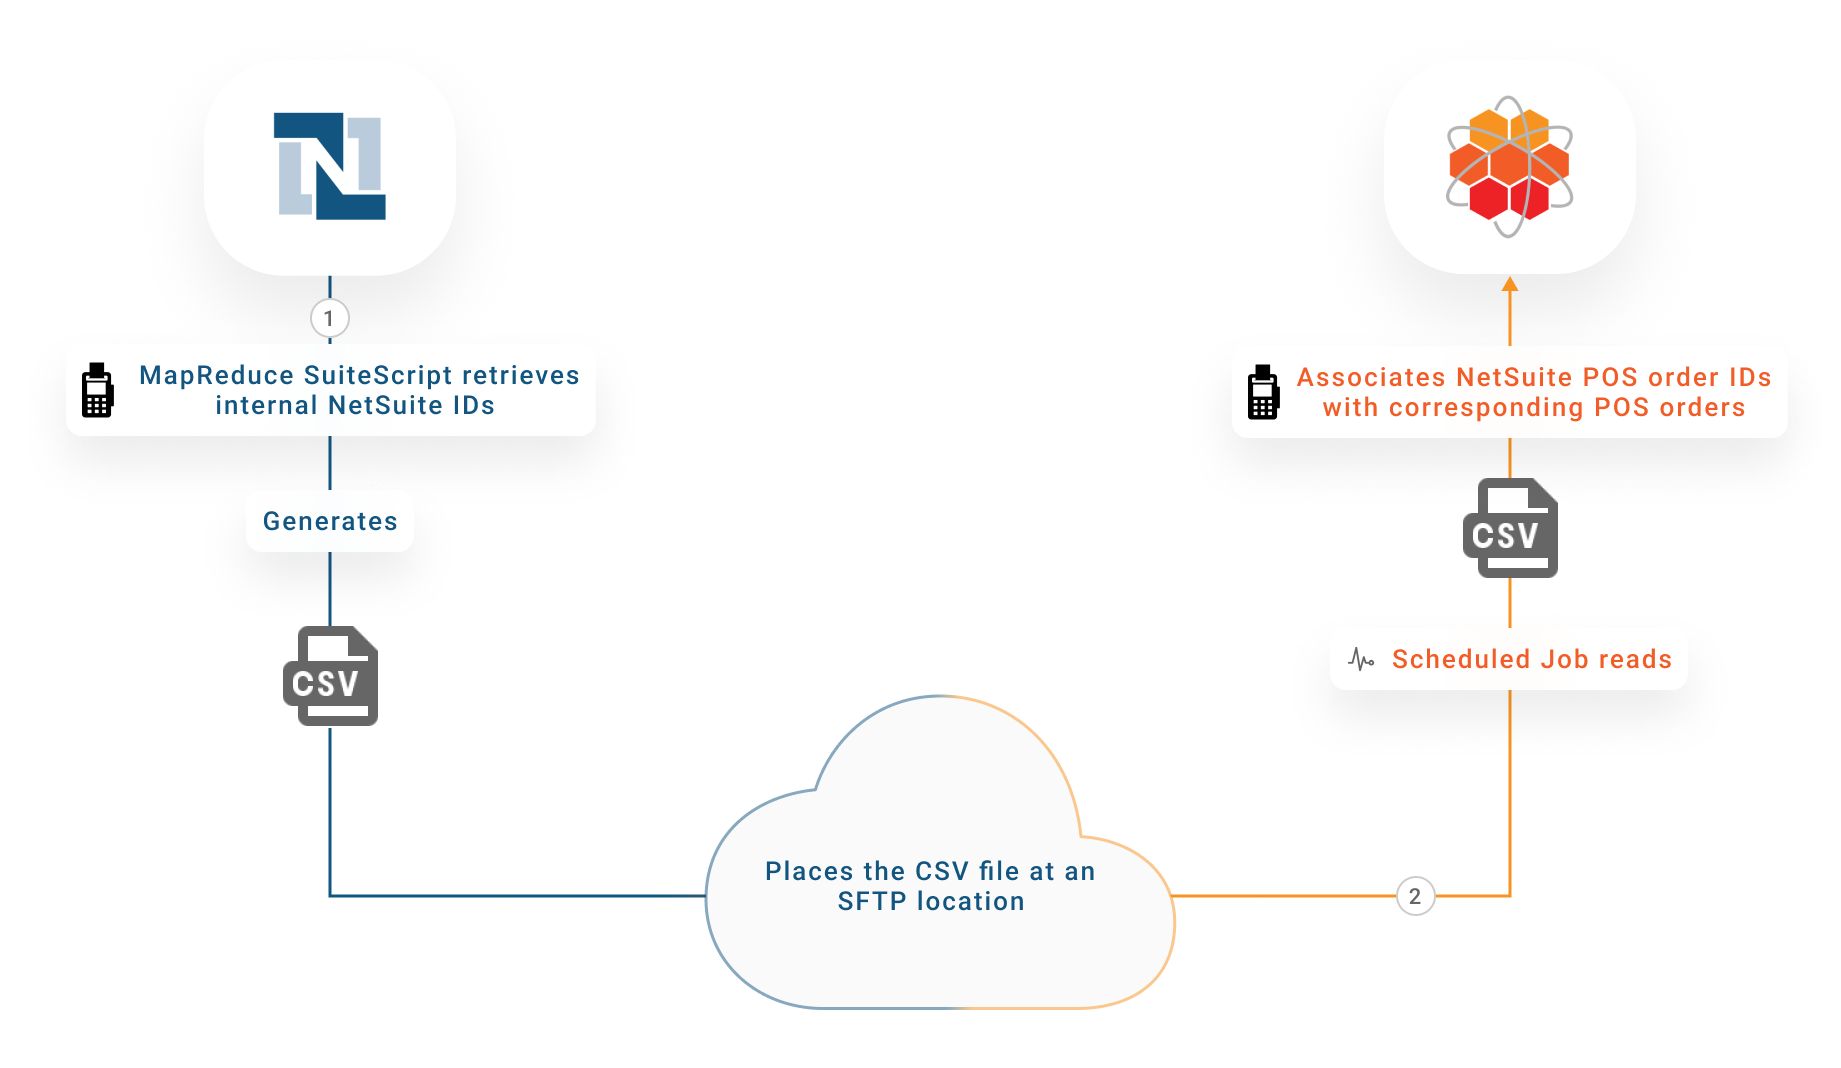 1
MapReduce SuiteScript retrieves
internal NetSuite IDs
Generates
CSV
Places the CSV file at an
SFTP location
2
Scheduled Job reads
CSV
Associates NetSuite POS order IDs
with corresponding POS orders